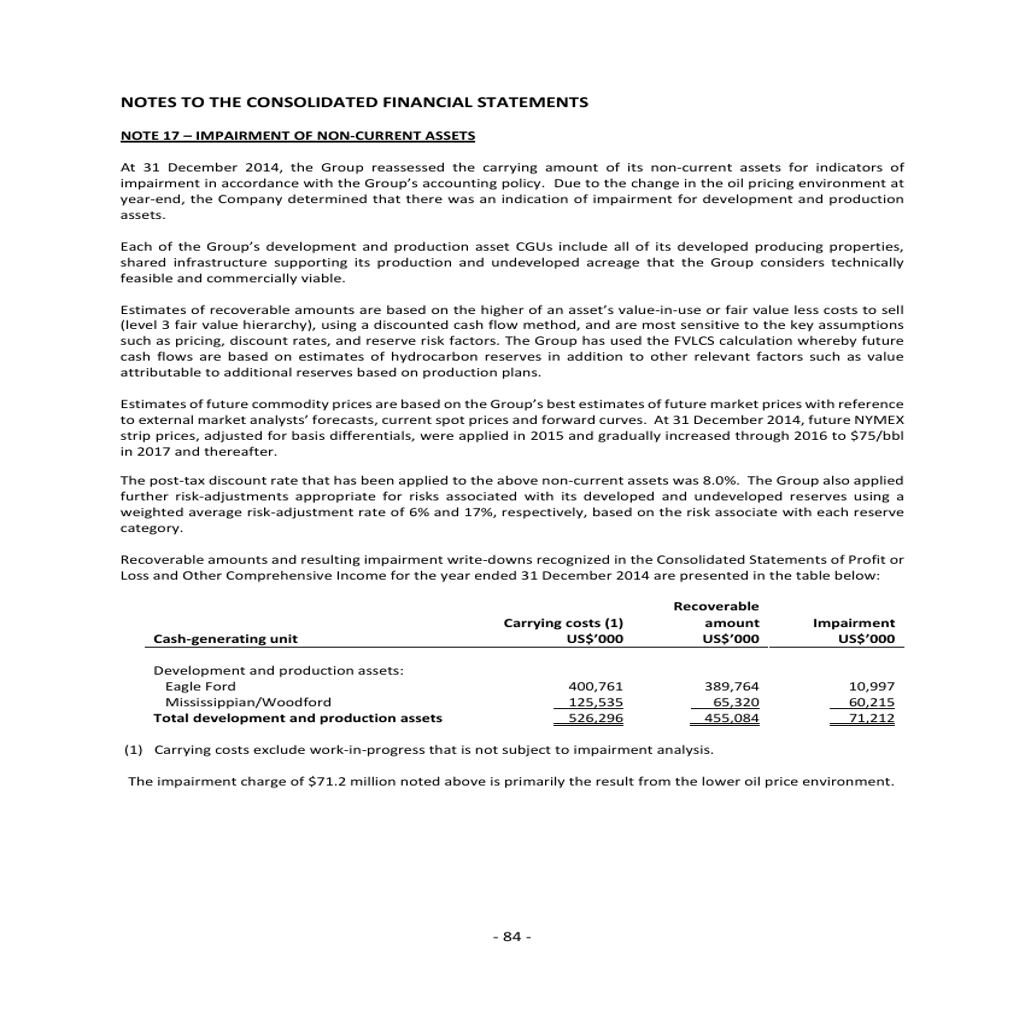 NOTES TO THE CONSOLIDATED FINANCIAL STATEMENTS
NOTE 17 – IMPAIRMENT OF NON-CURRENT ASSETS
At 31 December 2014, the Group reassessed the carrying amount of its non-current assets for indicators of
impairment in accordance with the Group’s accounting policy. Due to the change in the oil pricing environment at
year-end, the Company determined that there was an indication of impairment for development and production
assets.
Each of the Group’s development and production asset CGUs include all of its developed producing properties,
shared infrastructure supporting its production and undeveloped acreage that the Group considers technically
feasible and commercially viable.
Estimates of recoverable amounts are based on the higher of an asset’s value-in-use or fair value less costs to sell
(level 3 fair value hierarchy), using a discounted cash flow method, and are most sensitive to the key assumptions
such as pricing, discount rates, and reserve risk factors. The Group has used the FVLCS calculation whereby future
cash flows are based on estimates of hydrocarbon reserves in addition to other relevant factors such as value
attributable to additional reserves based on production plans.
Estimates of future commodity prices are based on the Group’s best estimates of future market prices with reference
to external market analysts’ forecasts, current spot prices and forward curves. At 31 December 2014, future NYMEX
strip prices, adjusted for basis differentials, were applied in 2015 and gradually increased through 2016 to $75/bbl
in 2017 and thereafter.
The post-tax discount rate that has been applied to the above non-current assets was 8.0%. The Group also applied
further risk-adjustments appropriate for risks associated with its developed and undeveloped reserves using a
weighted average risk-adjustment rate of 6% and 17%, respectively, based on the risk associate with each reserve
category.
Recoverable amounts and resulting impairment write-downs recognized in the Consolidated Statements of Profit or
Loss and Other Comprehensive Income for the year ended 31 December 2014 are presented in the table below:
Recoverable
Carrying costs (1) amount Impairment
Cash-generating unit US$’000 US$’000 US$’000
Development and production assets:
Eagle Ford 400,761 389,764 10,997
Mississippian/Woodford 125,535 65,320 60,215
Total development and production assets 526,296 455,084 71,212
(1) Carrying costs exclude work-in-progress that is not subject to impairment analysis.
The impairment charge of $71.2 million noted above is primarily the result from the lower oil price environment.
- 84 -